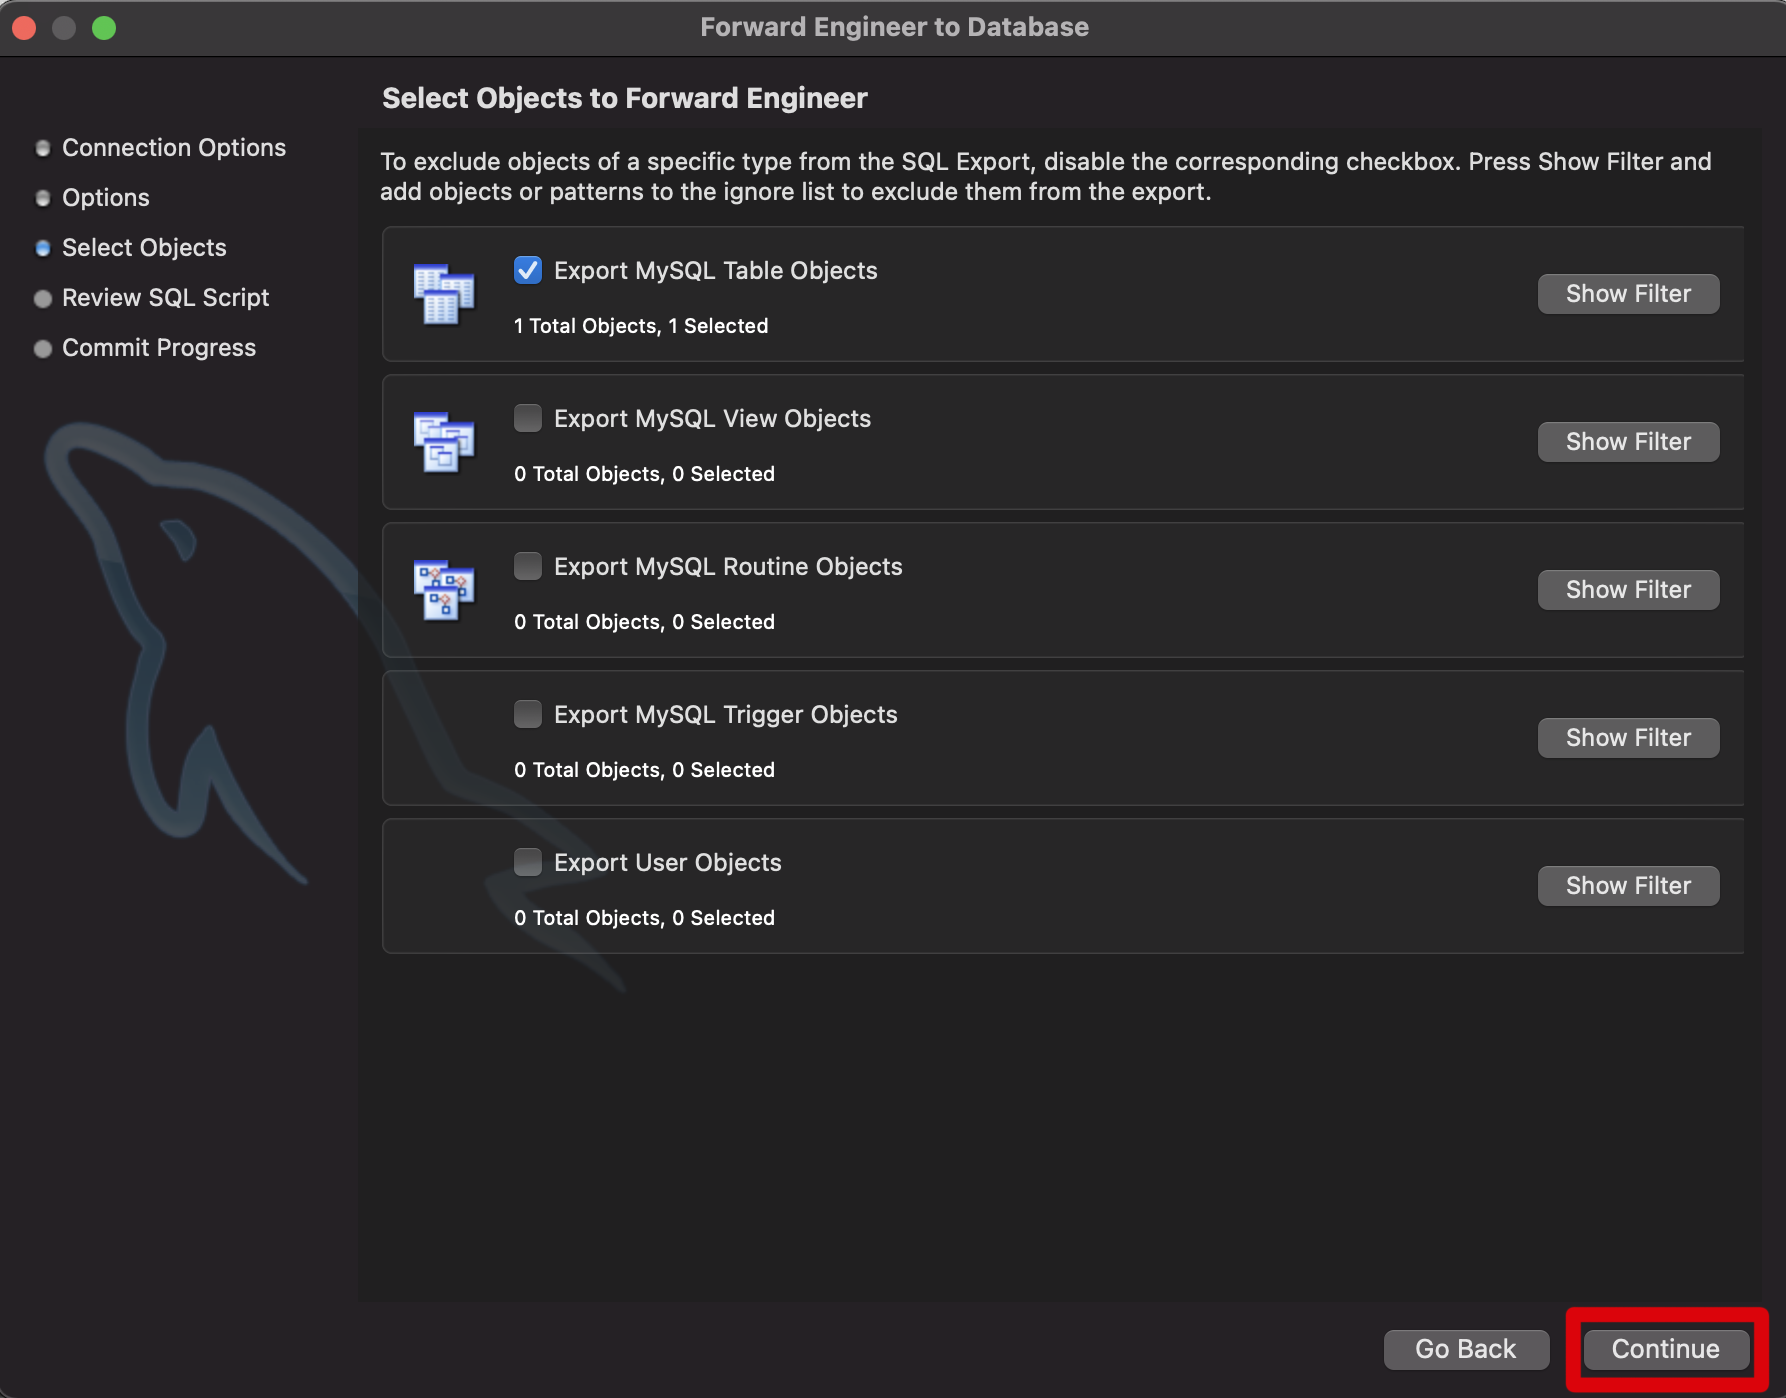 Forward Engineer to Database
Select Objects to Forward Engineer
Connection Options
Options
Select Objects
Review SQL Script
Commit Progress
To exclude objects of a specific type from the SQL Export, disable the corresponding checkbox. Press Show Filter and
add objects or patterns to the ignore list to exclude them from the export.
Export MySQL Table Objects
1 Total Objects, 1 Selected
Show Filter
Export MySQL View Objects
0 Total Objects, 0 Selected
Show Filter
Export MySQL Routine Objects
0 Total Objects, 0 Selected
Show Filter
Export MySQL Trigger Objects
0 Total Objects, 0 Selected
Show Filter
Export User Objects
0 Total Objects, 0 Selected
Show Filter
Go Back
Continue